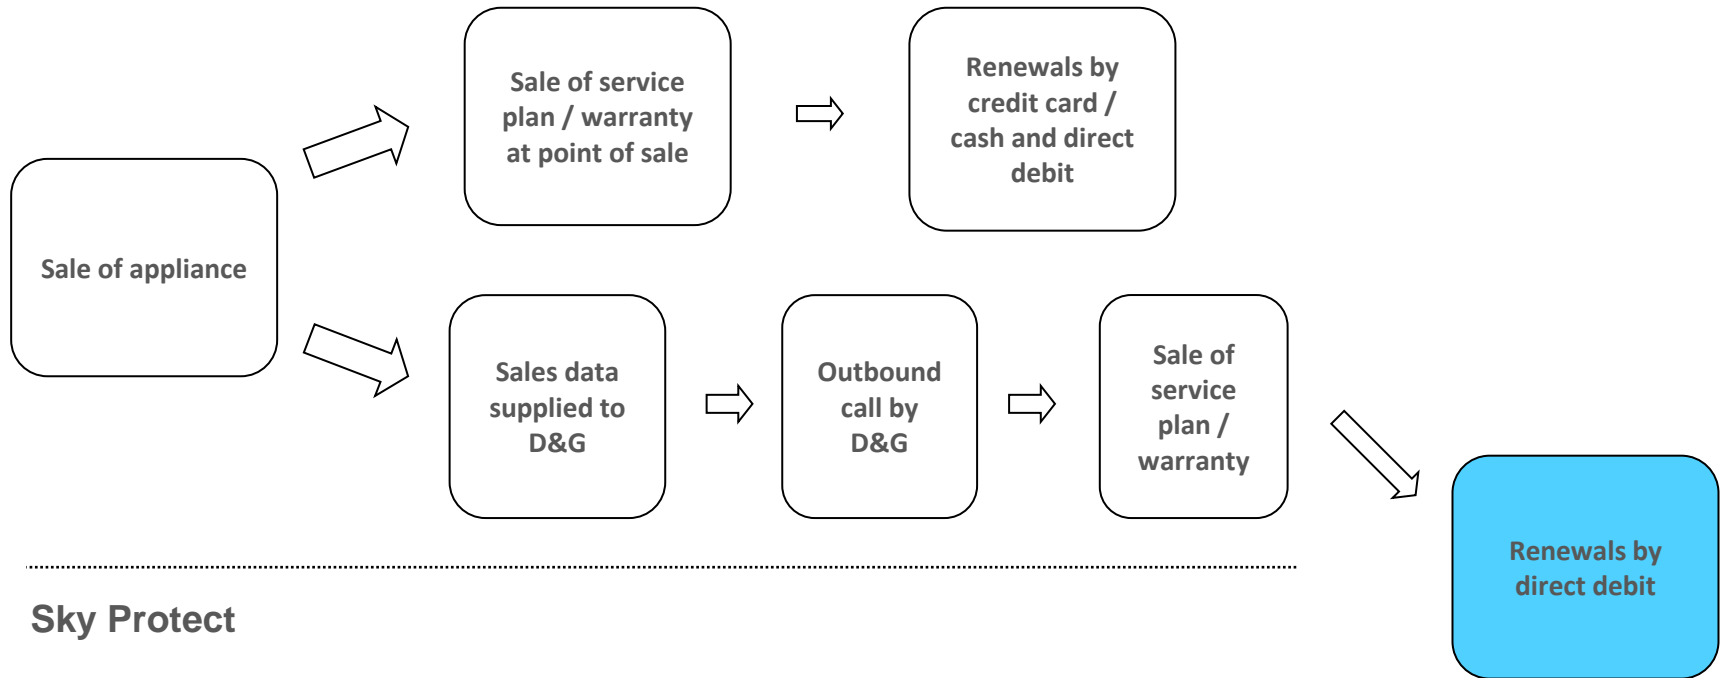 Sale of appliance
Sale of service
plan / warranty
at point of sale
Renewals by
credit card /
cash and direct
debit
Sales data
supplied to
D&G
Outbound
call by
D&G
Sale of
service
plan /
warranty
Renewals by
direct debit
Sky Protect